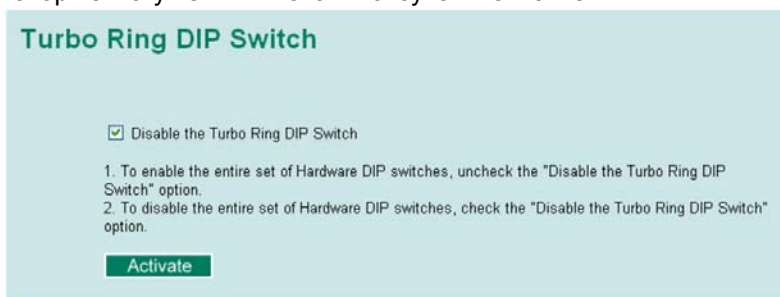 Turbo Ring DIP Switch
Disable the Turbo Ring DIP Switch
1. To enable the entire set of Hardware DIP switches, uncheck the "Disable the Turbo Ring DIP
Switch" option.
2. To disable the entire set of Hardware DIP switches, check the "Disable the Turbo Ring DIP Switch"
option.
Activate